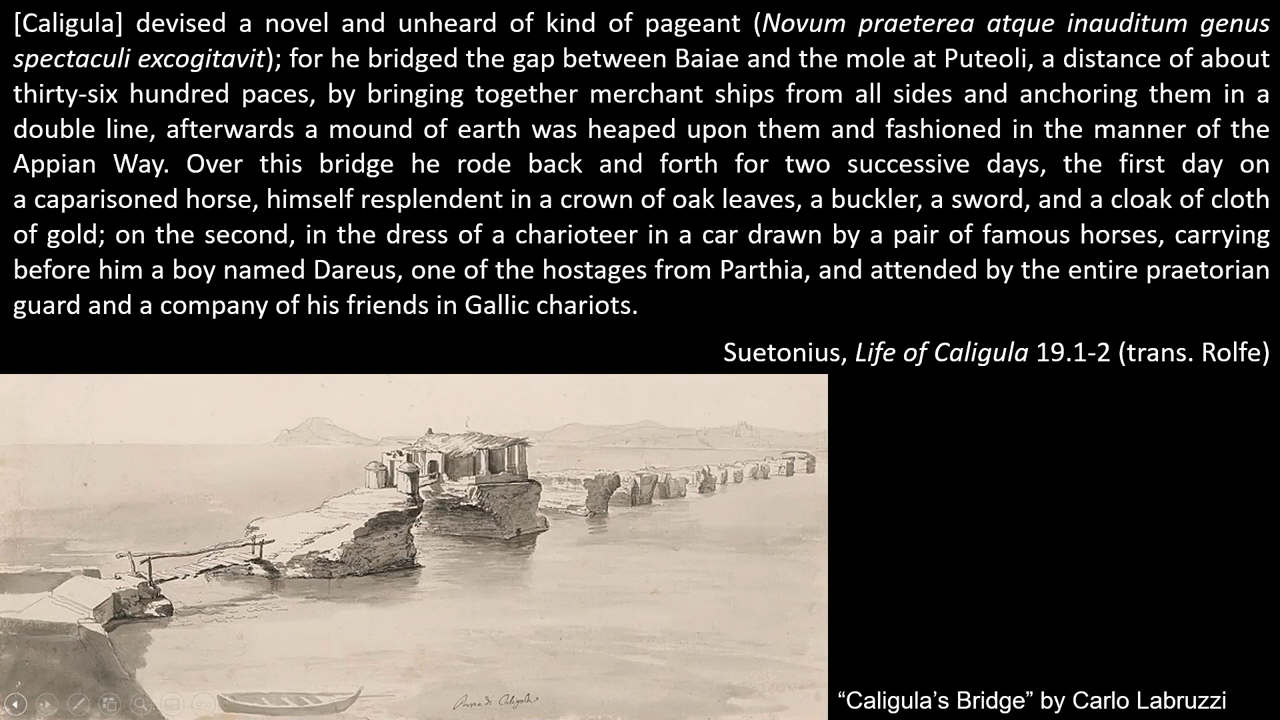 [Caligula] devised a novel and unheard of kind of pageant (Novum praeterea atque inauditum genus
spectaculi excogitavit); for he bridged the gap between Baiae and the mole at Puteoli, a distance of about
thirty-six hundred paces, by bringing together merchant ships from all sides and anchoring them in a
double line, afterwards a mound of earth was heaped upon them and fashioned in the manner of the
Appian Way. Over this bridge he rode back and forth for two successive days, the first day on
a caparisoned horse, himself resplendent in a crown of oak leaves, a buckler, a sword, and a cloak of cloth
of gold; on the second, in the dress of a charioteer in a car drawn by a pair of famous horses, carrying
before him a boy named Dareus, one of the hostages from Parthia, and attended by the entire praetorian
guard and a company of his friends in Gallic chariots.
Suetonius, Life of Caligula 19.1-2 (trans. Rolfe)
di Caligola
“Caligula’s Bridge” by Carlo Labruzzi